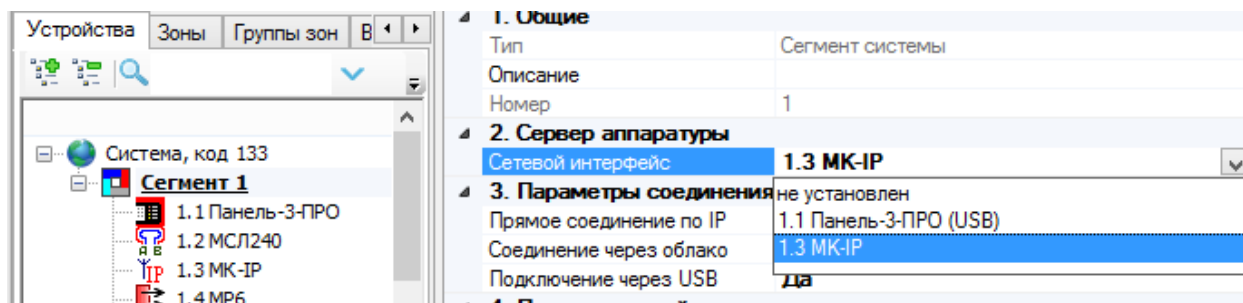 Устройства Зоны Группы зон В
Система, код 133
Сегмент 1
1.1 Панель-3-ПРО
1.2 МСЛ240
1.3 МК-IP
1.4 МР6
1. Общие
Тип Сегмент системы
Описание
Номер 1
2. Сервер аппаратуры
Сетевой интерфейс 1.3 МК-IP
3. Параметры соединения
не установлен
Прямое соединение по IP
1.1 Панель-3-ПРО (USB)
Соединение через облако
1.3 МК-IP
Подключение через USB Да